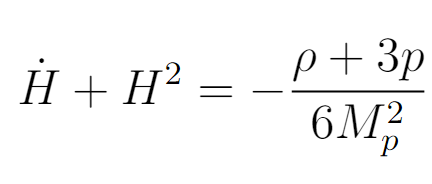 $\dot{H} + H^2 = -\frac{\rho + 3p}{6M_p^2}$